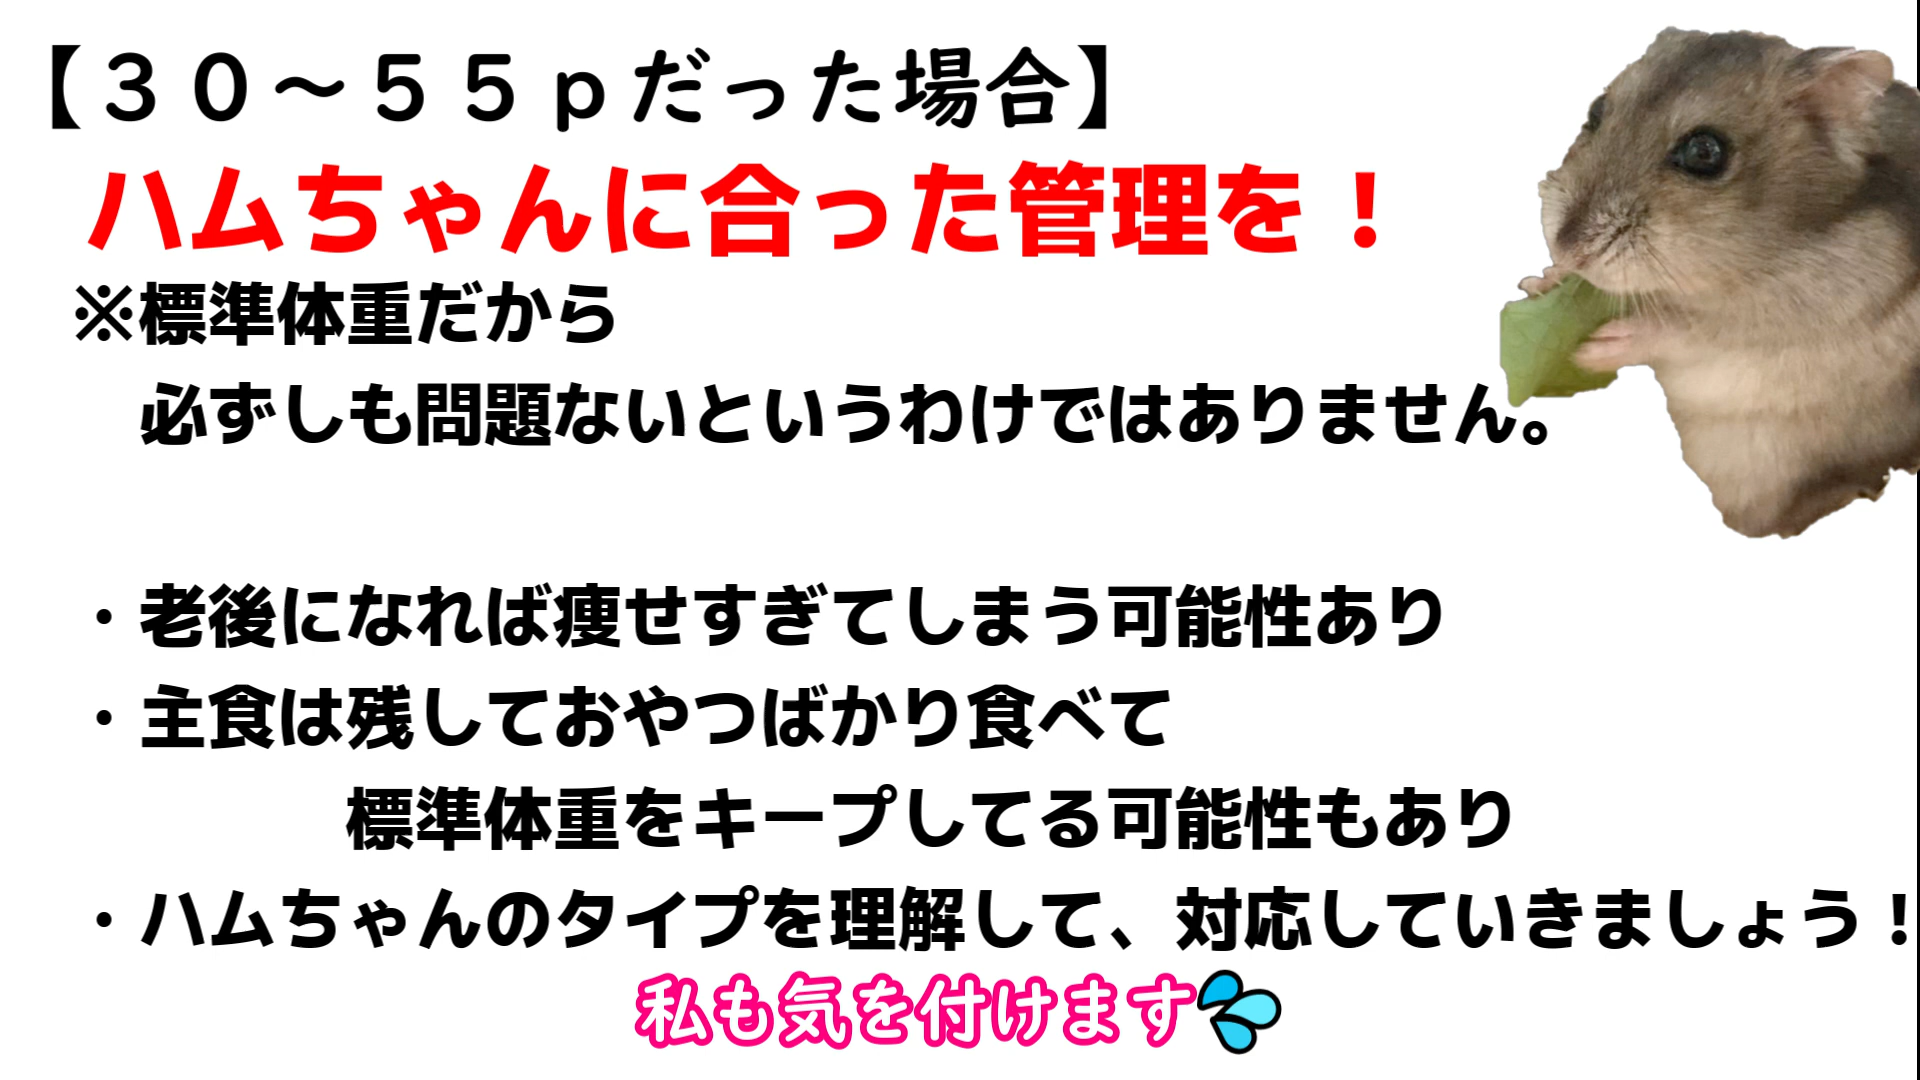 【３０～５５ｐだった場合】
ハムちゃんに合った管理を！
※標準体重だから
必ずしも問題ないというわけではありません。
・老後になれば痩せすぎてしまう可能性あり
・主食は残しておやつばかり食べて
標準体重をキープしてる可能性もあり
・ハムちゃんのタイプを理解して、対応していきましょう！
私も気を付けます💦